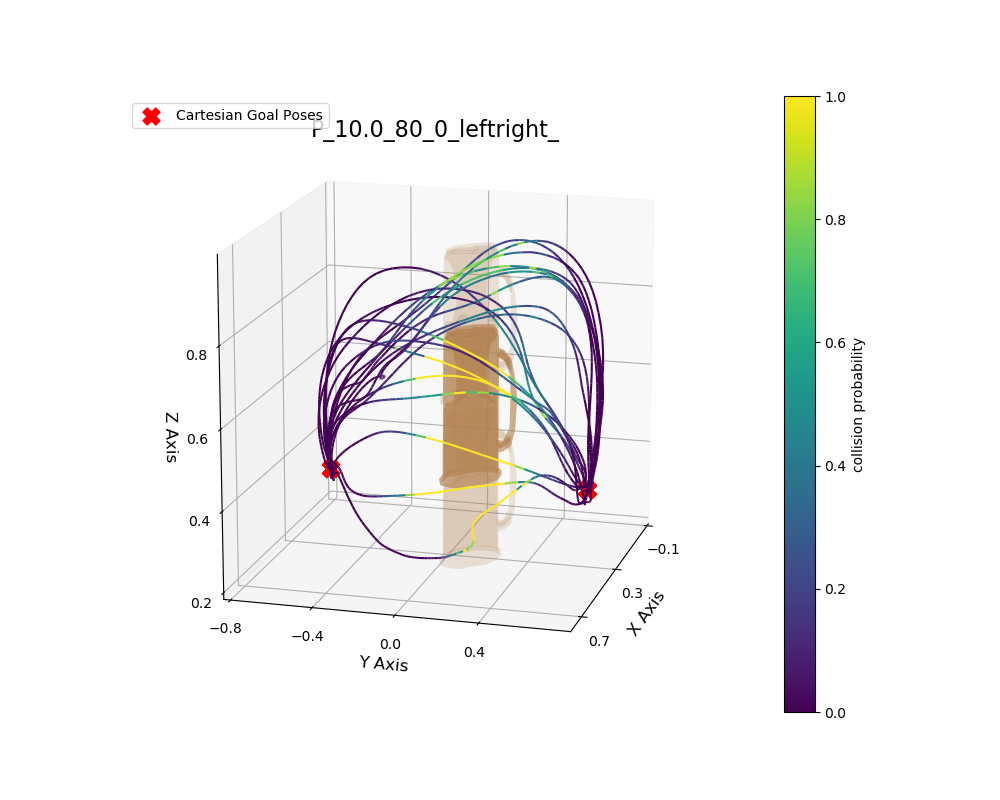 Cartesian Goal Poses
P_10.0_80_0_leftright_
1.0
0.8
0.6
0.4
0.2
0.0
collision probability
0.8
0.6
0.4
0.2
Z Axis
−0.8
−0.4
0.0
0.4
Y Axis
−0.1
0.3
0.7
X Axis